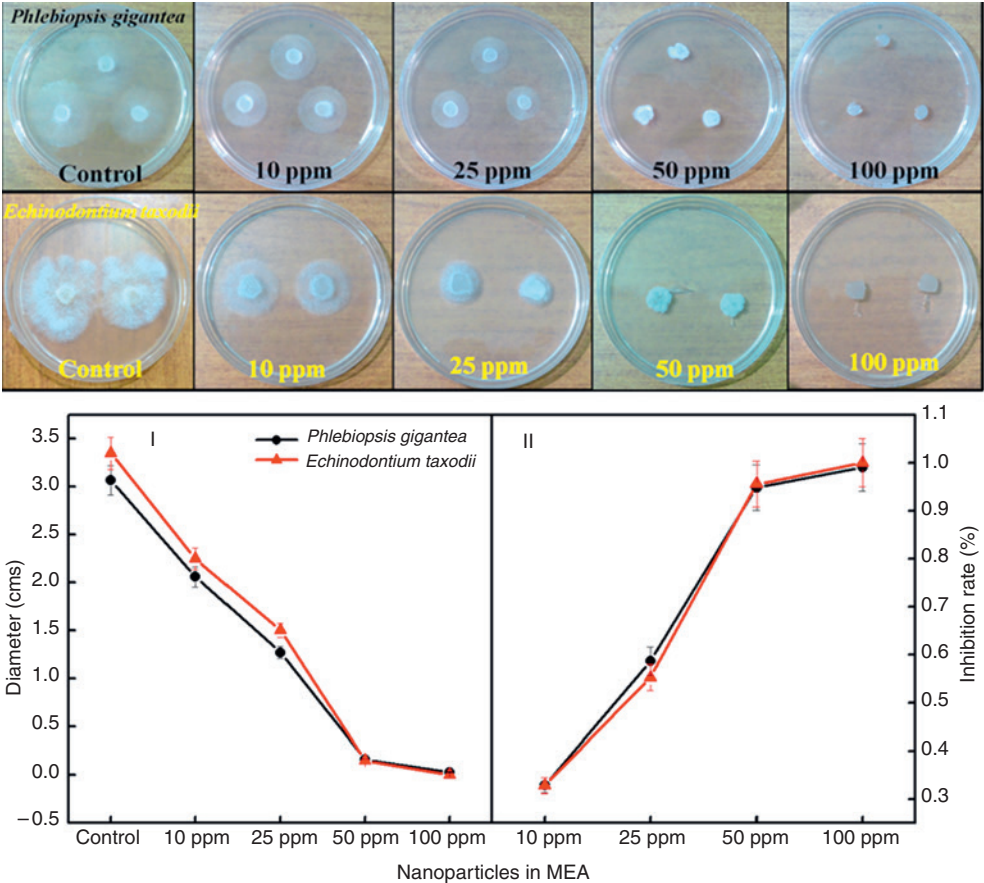 Phlebiopsis gigantea
Control
10 ppm
25 ppm
50 ppm
100 ppm
Echinodontium taxodii
Control
10 ppm
25 ppm
50 ppm
100 ppm
I
Phlebiopsis gigantea
Echinodontium taxodii
II
Diameter (cms)
3.5
3.0
2.5
2.0
1.5
1.0
0.5
0.0
−0.5
1.1
1.0
0.9
0.8
0.7
0.6
0.5
0.4
0.3
Inhibition rate (%)
Control 10 ppm 25 ppm 50 ppm 100 ppm 10 ppm 25 ppm 50 ppm 100 ppm
Nanoparticles in MEA